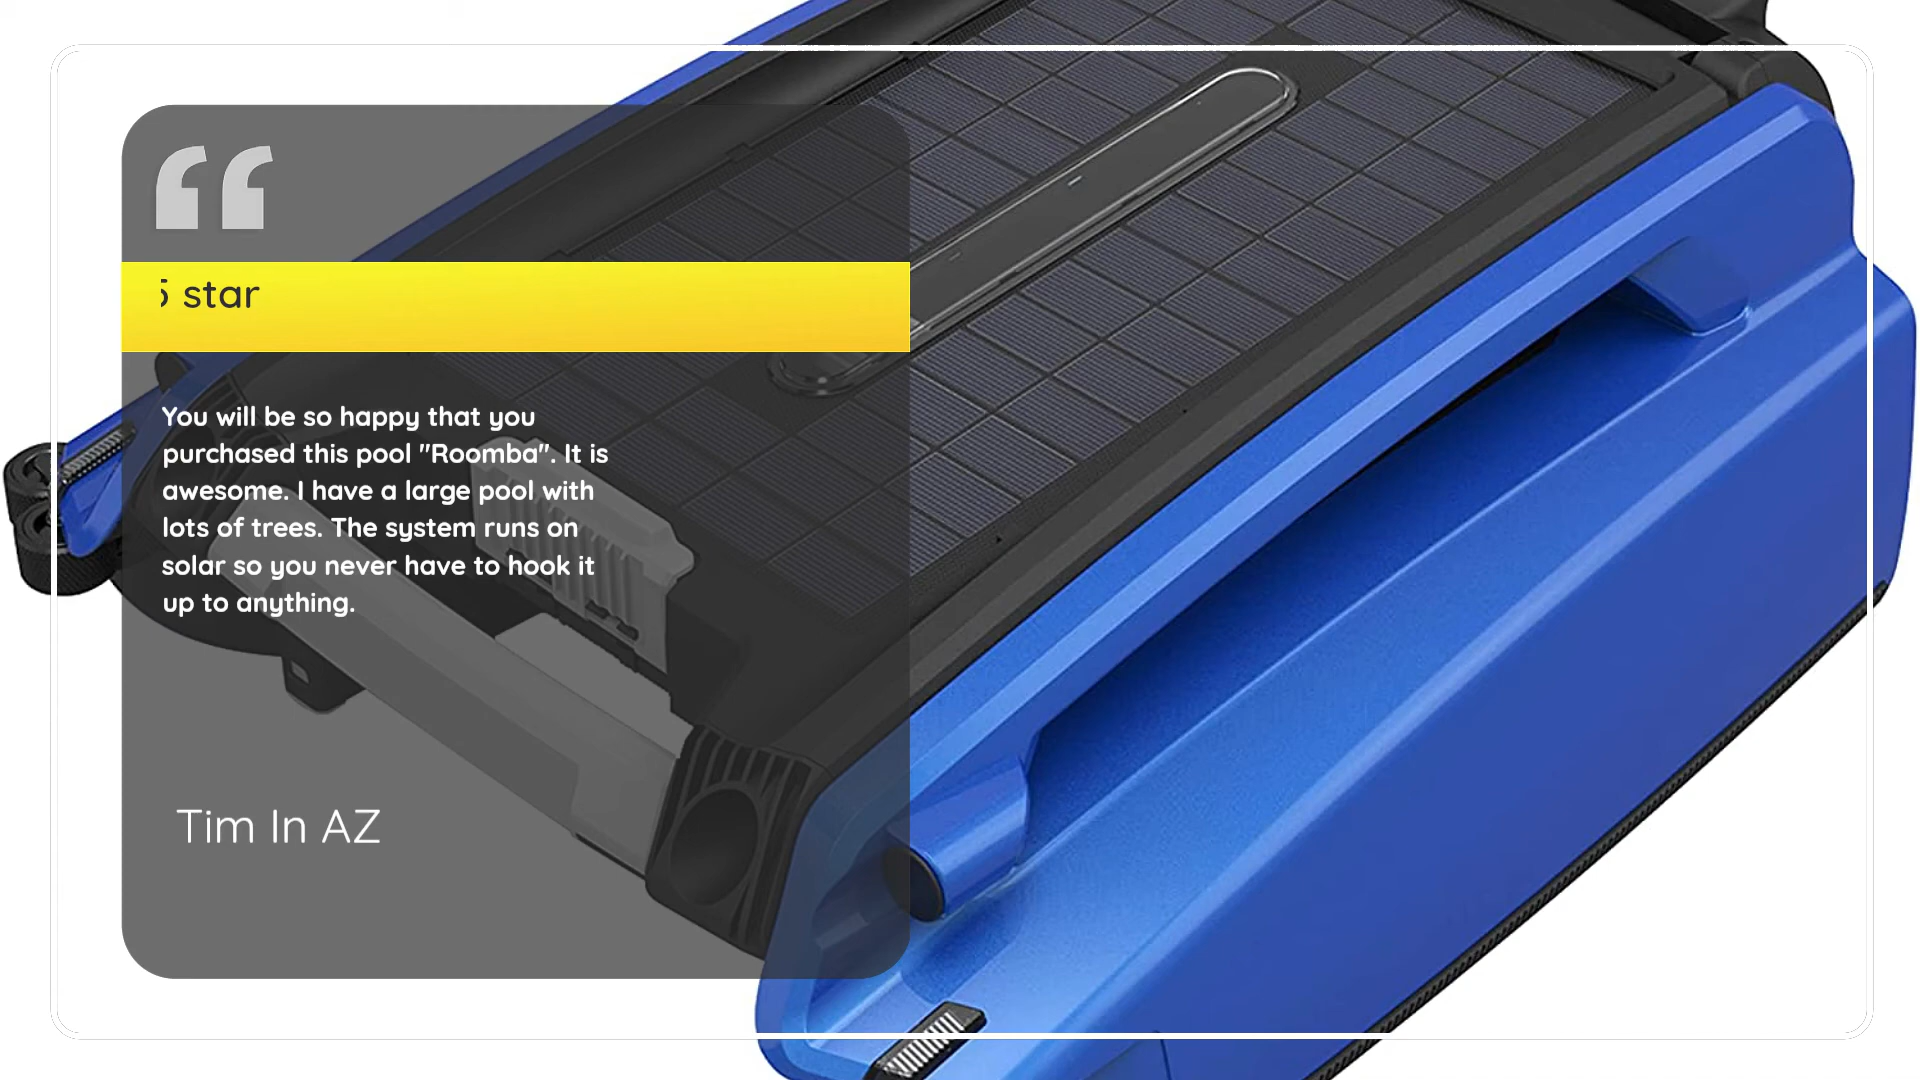 “
5 star
You will be so happy that you
purchased this pool "Roomba". It is
awesome. I have a large pool with
lots of trees. The system runs on
solar so you never have to hook it
up to anything.
Tim In AZ